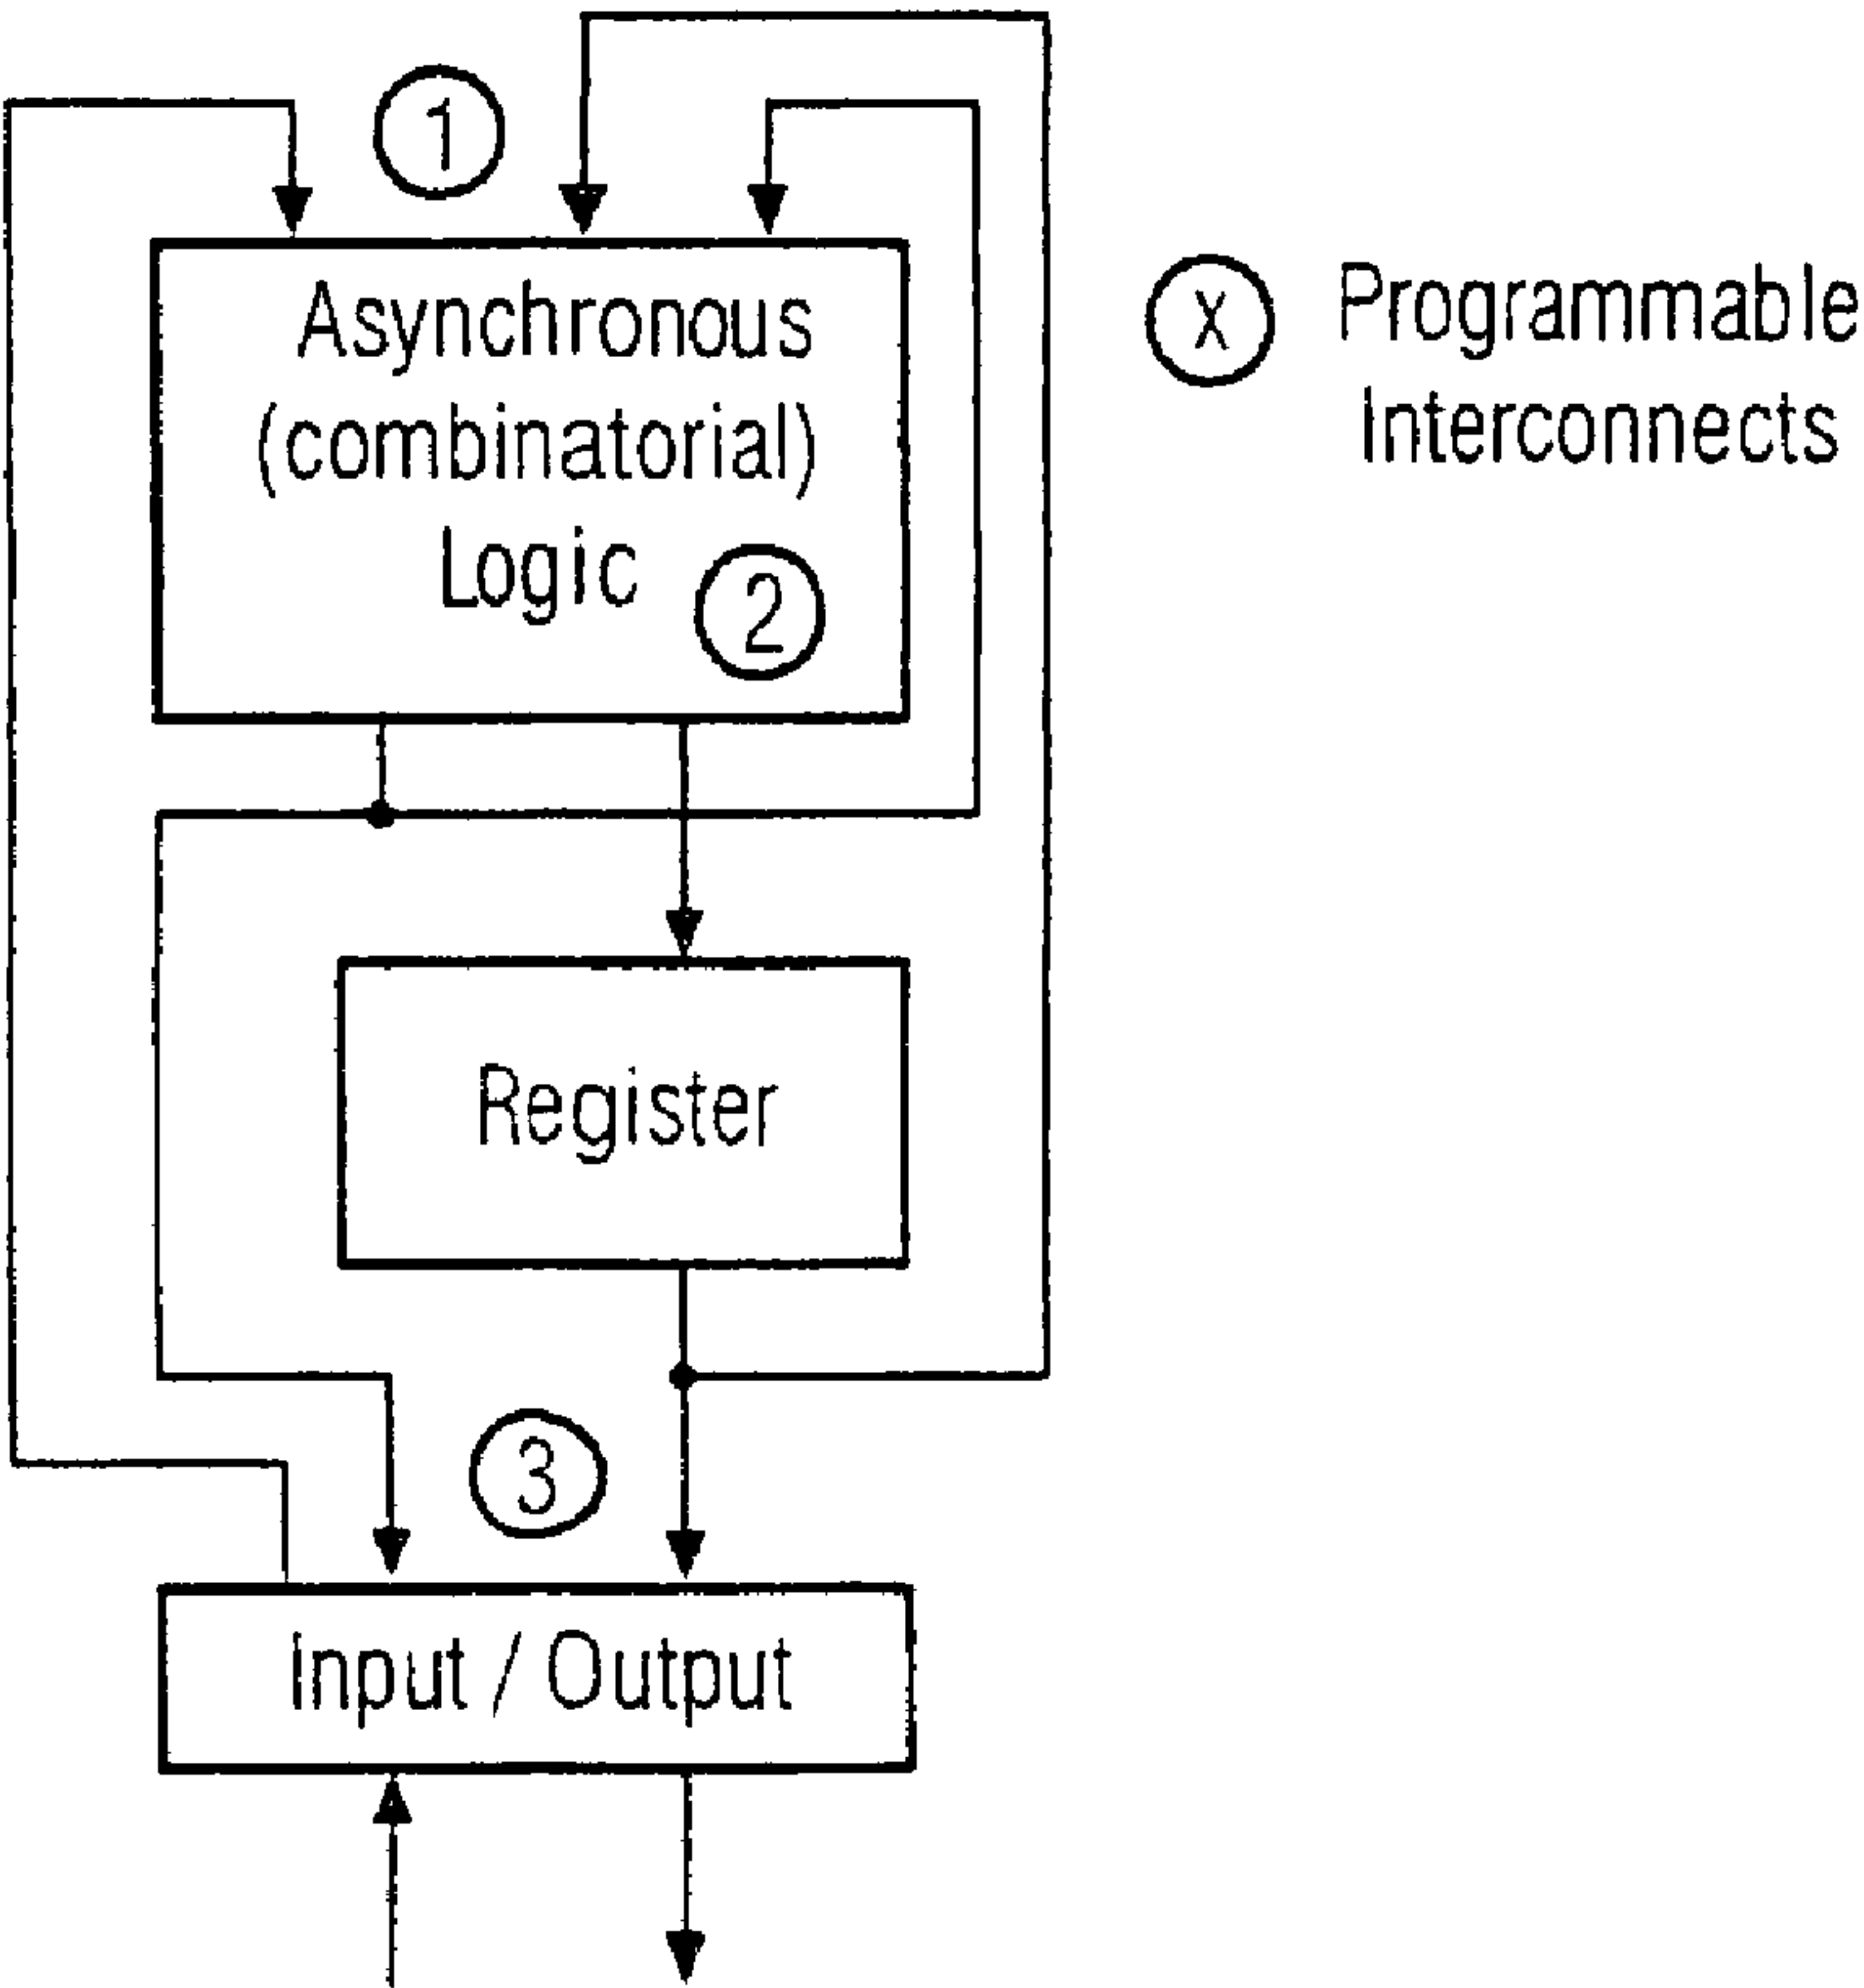 1
Asynchronous
(combinatorial)
Logic
2
X Programmable
Interconnects
Register
3
Input / Output